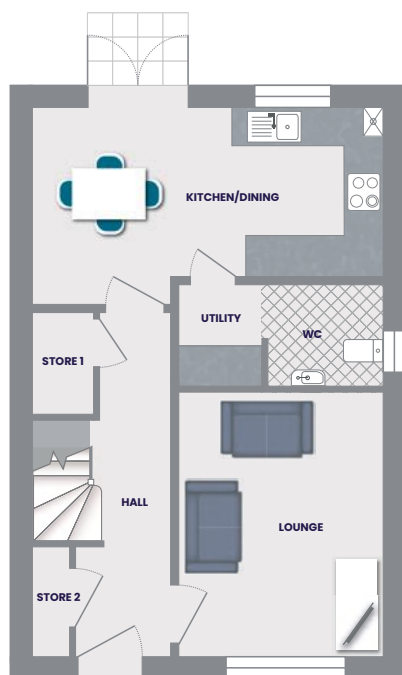 KITCHEN/DINING
UTILITY
WC
STORE 1
HALL
LOUNGE
STORE 2